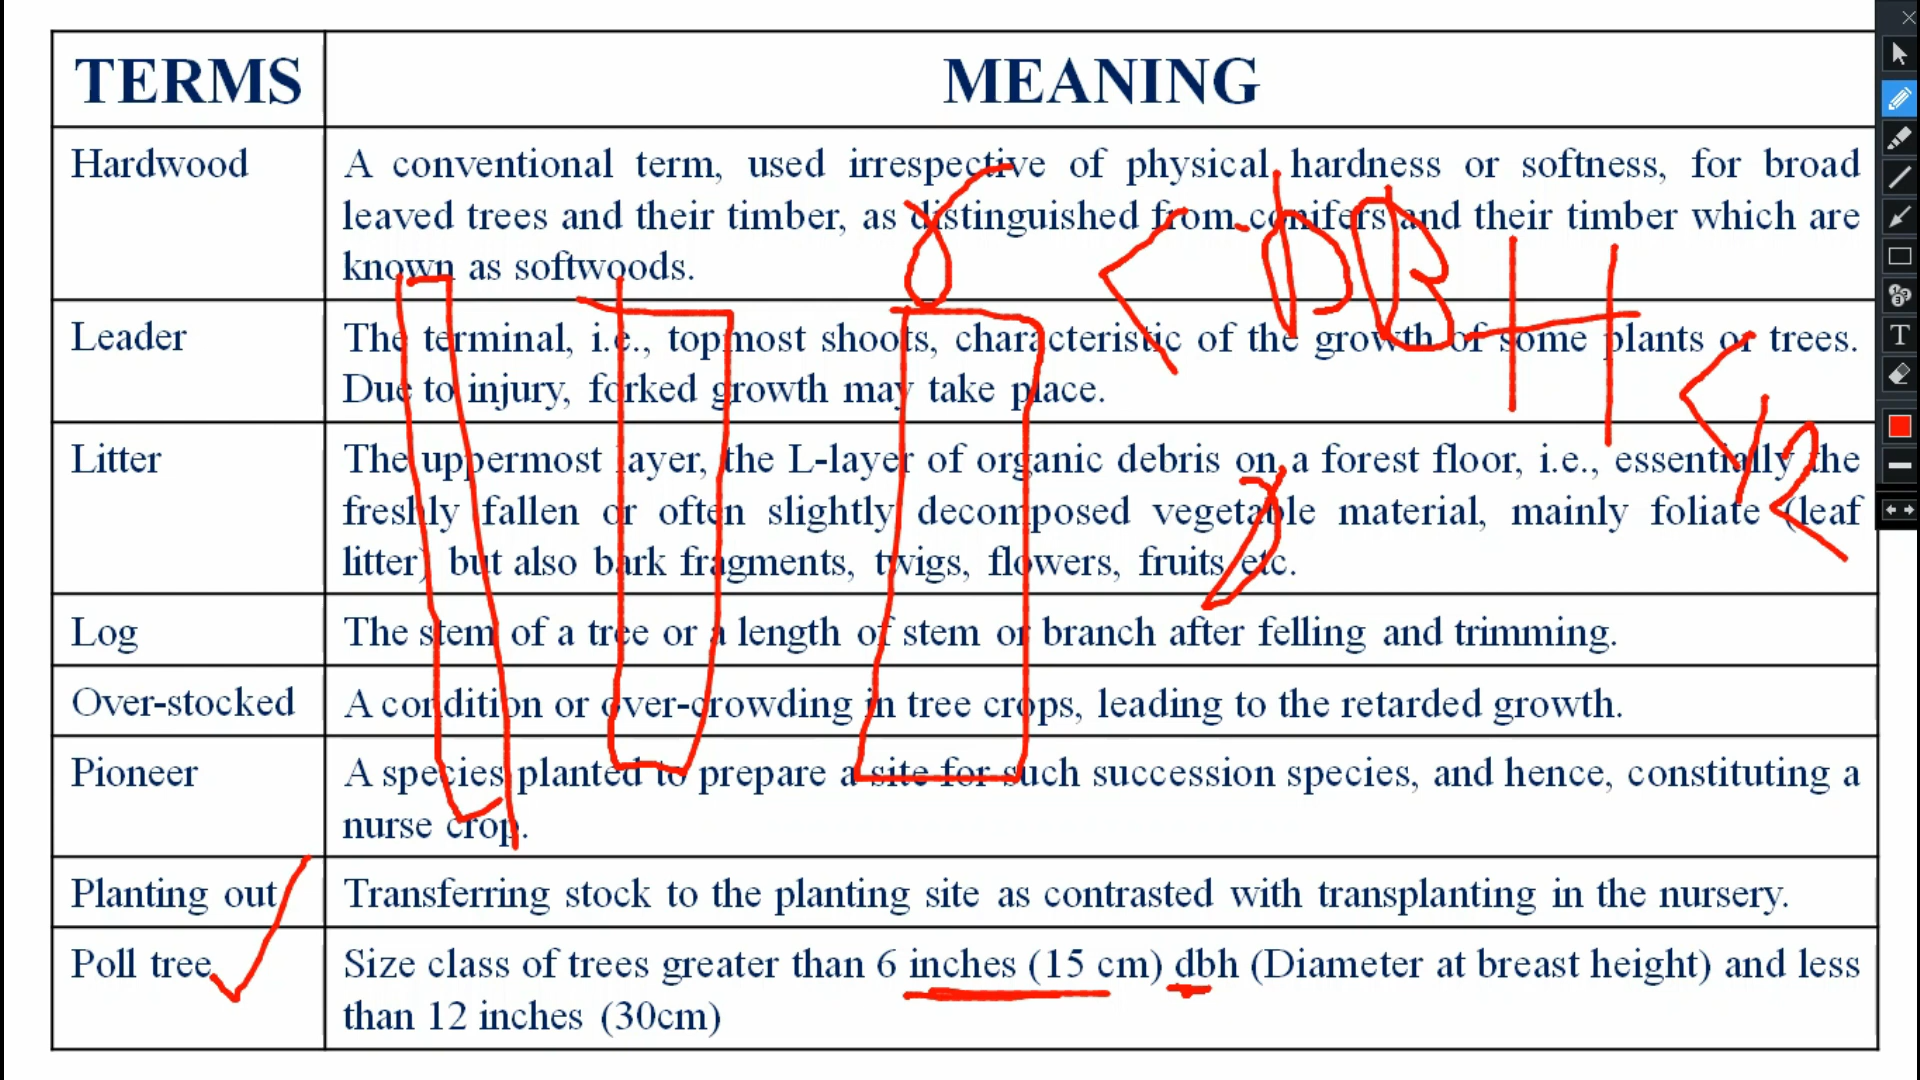 TERMS MEANING
Hardwood A conventional term, used irrespective of physical hardness or softness, for broad
leaved trees and their timber, as distinguished from conifers and their timber which are
known as softwoods.
Leader The terminal, i.e., topmost shoots, characteristic of the growth of some plants or trees.
Due to injury, forked growth may take place.
Litter The uppermost layer, the L-layer of organic debris on a forest floor, i.e., essentially the
freshly fallen or often slightly decomposed vegetable material, mainly foliate (leaf
litter) but also bark fragments, twigs, flowers, fruits etc.
Log The stem of a tree or a length of stem or branch after felling and trimming.
Over-stocked A condition or over-crowding in tree crops, leading to the retarded growth.
Pioneer A species planted to prepare a site for such succession species, and hence, constituting a
nurse crop.
Planting out Transferring stock to the planting site as contrasted with transplanting in the nursery.
Poll tree Size class of trees greater than 6 inches (15 cm) dbh (Diameter at breast height) and less
than 12 inches (30cm)
6 < DBH < 12